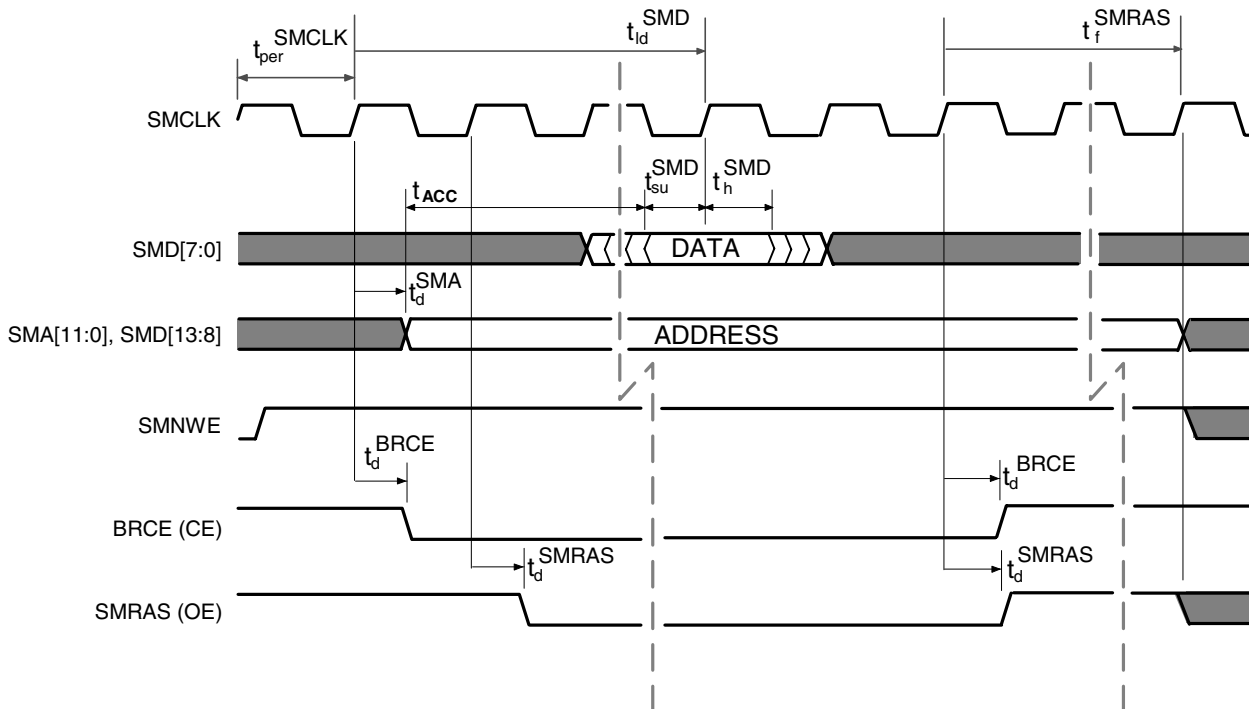 t_per^SMCLK
t_ld^SMD
t_f^SMRAS
SMCLK
t_ACC
t_su^SMD
t_h^SMD
SMD[7:0]
DATA
t_d^SMA
SMA[11:0], SMD[13:8]
ADDRESS
SMNWE
t_d^BRCE
t_d^BRCE
BRCE (CE)
t_d^SMRAS
t_d^SMRAS
SMRAS (OE)